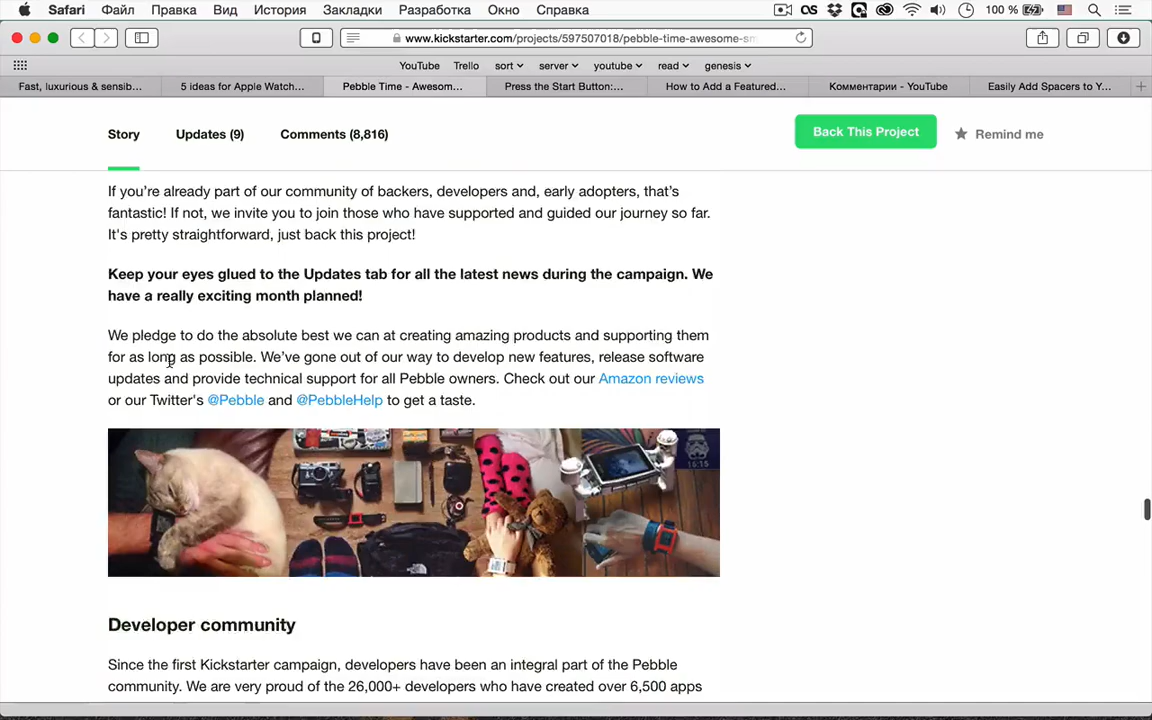 Safari Файл Правка Вид История Закладки Разработка Окно Справка 100 %
www.kickstarter.com/projects/597507018/pebble-time-awesome-sm
YouTube Trello sort server youtube read genesis
Fast, luxurious & sensib... 5 ideas for Apple Watch... Pebble Time - Awesom... Press the Start Button:... How to Add a Featured... Комментарии - YouTube Easily Add Spacers to Y...
Story Updates (9) Comments (8,816) Back This Project Remind me
If you're already part of our community of backers, developers and, early adopters, that's
fantastic! If not, we invite you to join those who have supported and guided our journey so far.
It's pretty straightforward, just back this project!
Keep your eyes glued to the Updates tab for all the latest news during the campaign. We
have a really exciting month planned!
We pledge to do the absolute best we can at creating amazing products and supporting them
for as long as possible. We've gone out of our way to develop new features, release software
updates and provide technical support for all Pebble owners. Check out our Amazon reviews
or our Twitter's @Pebble and @PebbleHelp to get a taste.
16:15
Developer community
Since the first Kickstarter campaign, developers have been an integral part of the Pebble
community. We are very proud of the 26,000+ developers who have created over 6,500 apps